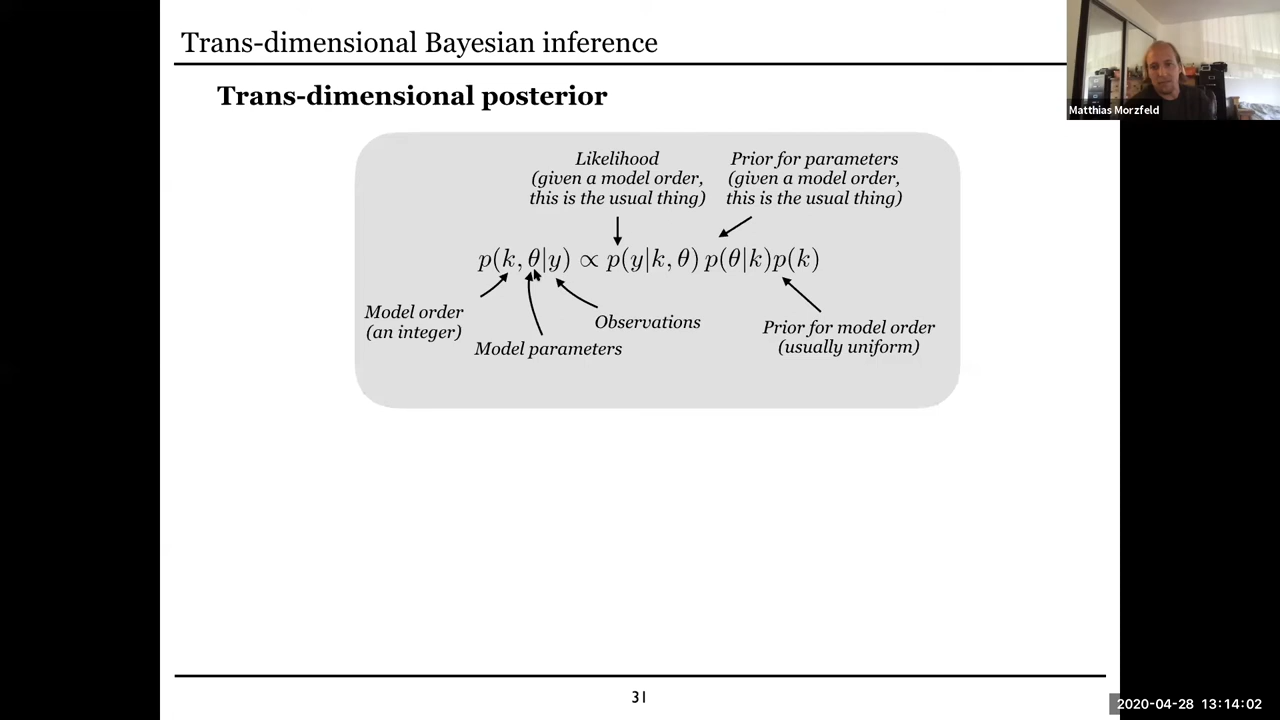 Trans-dimensional Bayesian inference
Matthias Morzfeld
Trans-dimensional posterior
Likelihood
(given a model order,
this is the usual thing)
Prior for parameters
(given a model order,
this is the usual thing)
p(k, θ|y) ∝ p(y|k, θ) p(θ|k)p(k)
Model order
(an integer)
Model parameters
Observations
Prior for model order
(usually uniform)
31
2020-04-28 13:14:02